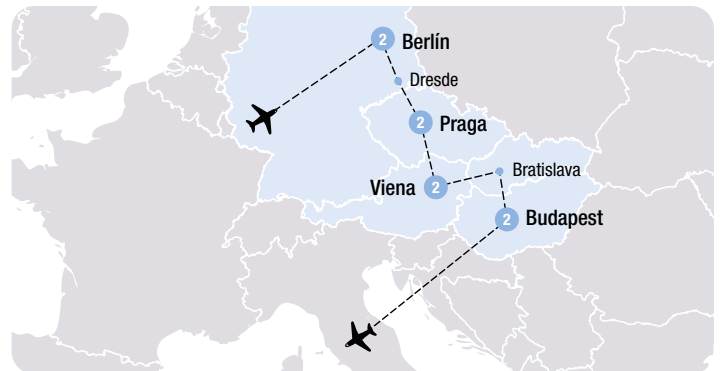 2 Berlín
Dresde
2 Praga
Bratislava
Viena 2
2 Budapest